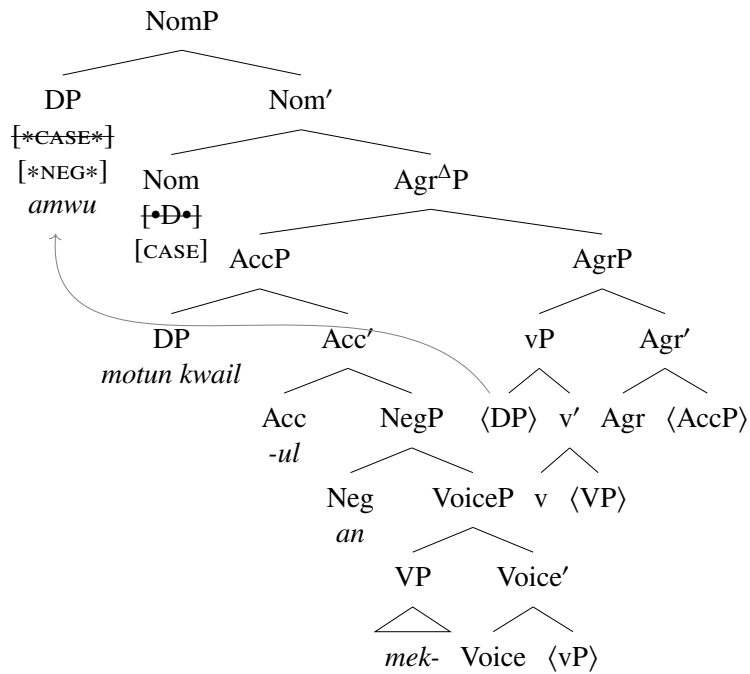 NomP
DP Nom′
[∗CASE∗]
[∗NEG∗] Nom Agr^ΔP
amwu [•D•]
[CASE] AccP AgrP
DP Acc′ vP Agr′
motun kwail
Acc NegP ⟨DP⟩ v′ Agr ⟨AccP⟩
-ul
Neg VoiceP v ⟨VP⟩
an
VP Voice′
mek- Voice ⟨vP⟩